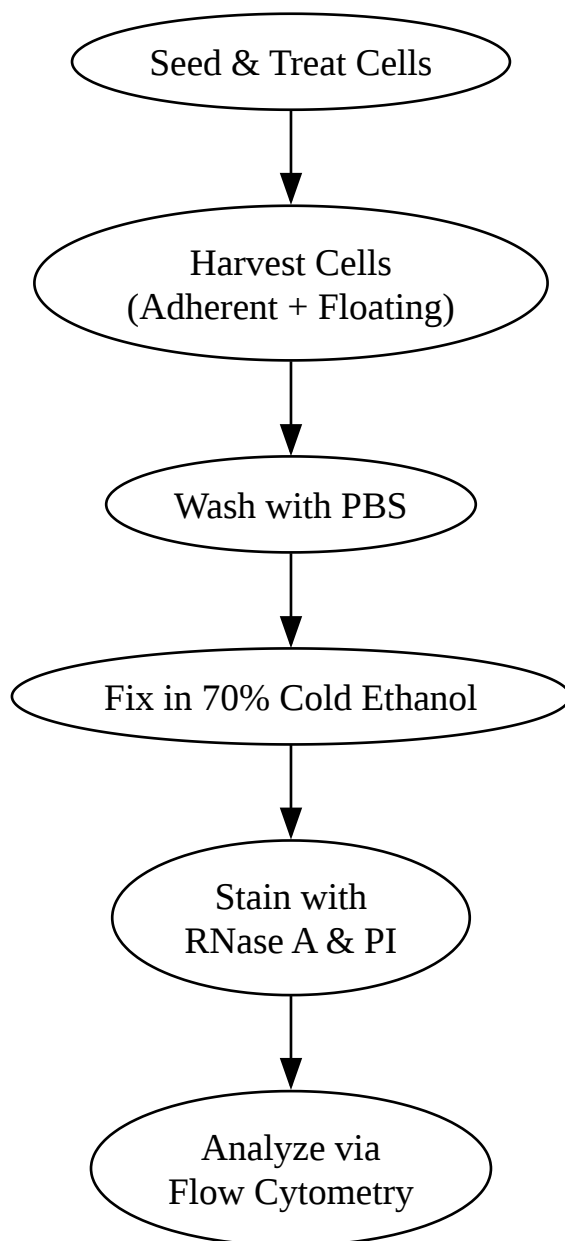 Seed & Treat Cells
Harvest Cells
(Adherent + Floating)
Wash with PBS
Fix in 70% Cold Ethanol
Stain with
RNase A & PI
Analyze via
Flow Cytometry